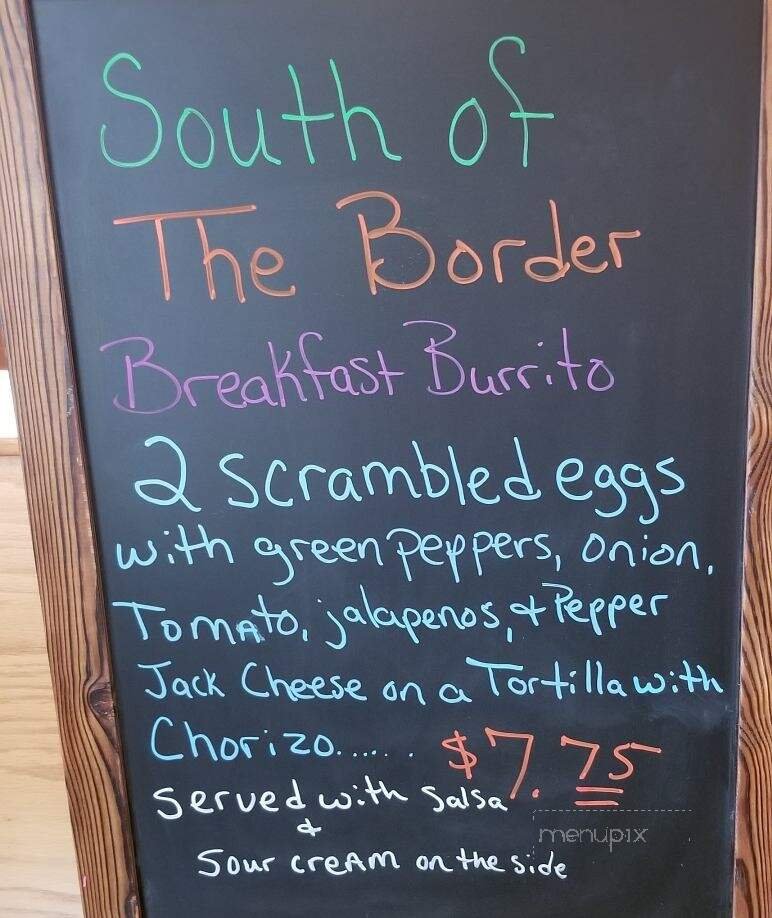 South of
The Border
Breakfast Burrito
2 scrambled eggs
with green peppers, onion,
Tomato, jalapenos, & Pepper
Jack Cheese on a Tortilla with
Chorizo...... $7.75
Served with Salsa
&
Sour cream on the side
menupix